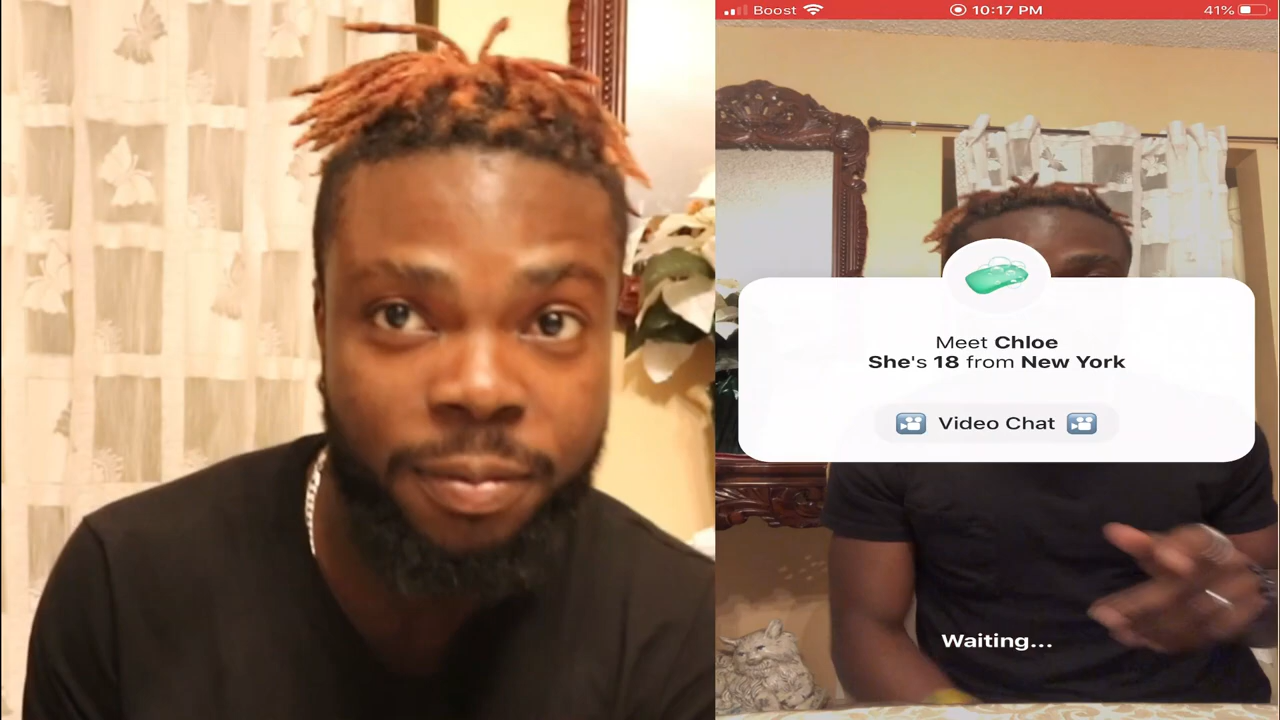 Boost 10:17 PM 41%
Meet Chloe
She's 18 from New York
Video Chat
Waiting...